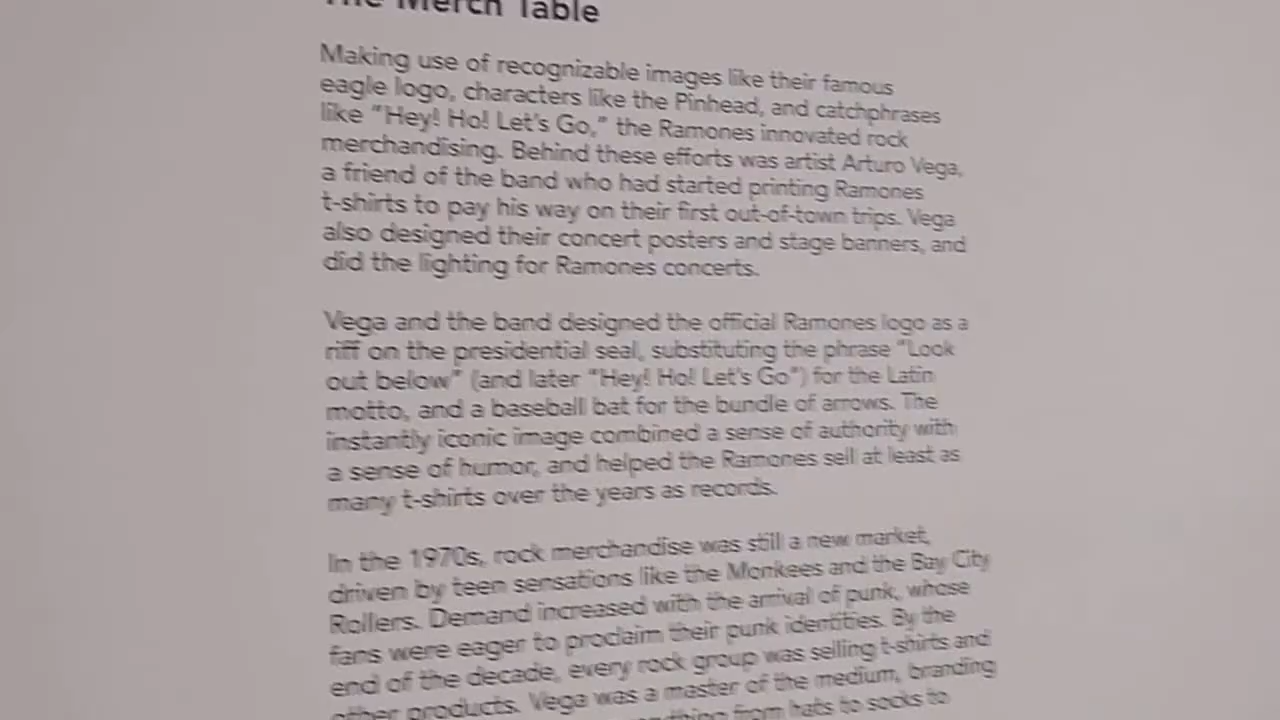 The Merch Table
Making use of recognizable images like their famous
eagle logo, characters like the Pinhead, and catchphrases
like "Hey! Ho! Let's Go," the Ramones innovated rock
merchandising. Behind these efforts was artist Arturo Vega,
a friend of the band who had started printing Ramones
t-shirts to pay his way on their first out-of-town trips. Vega
also designed their concert posters and stage banners, and
did the lighting for Ramones concerts.
Vega and the band designed the official Ramones logo as a
riff on the presidential seal, substituting the phrase "Look
out below" (and later "Hey! Ho! Let's Go") for the Latin
motto, and a baseball bat for the bundle of arrows. The
instantly iconic image combined a sense of authority with
a sense of humor, and helped the Ramones sell at least as
many t-shirts over the years as records.
In the 1970s, rock merchandise was still a new market,
driven by teen sensations like the Monkees and the Bay City
Rollers. Demand increased with the arrival of punk, whose
fans were eager to proclaim their punk identities. By the
end of the decade, every rock group was selling t-shirts and
other products. Vega was a master of the medium, branding
from hats to socks to